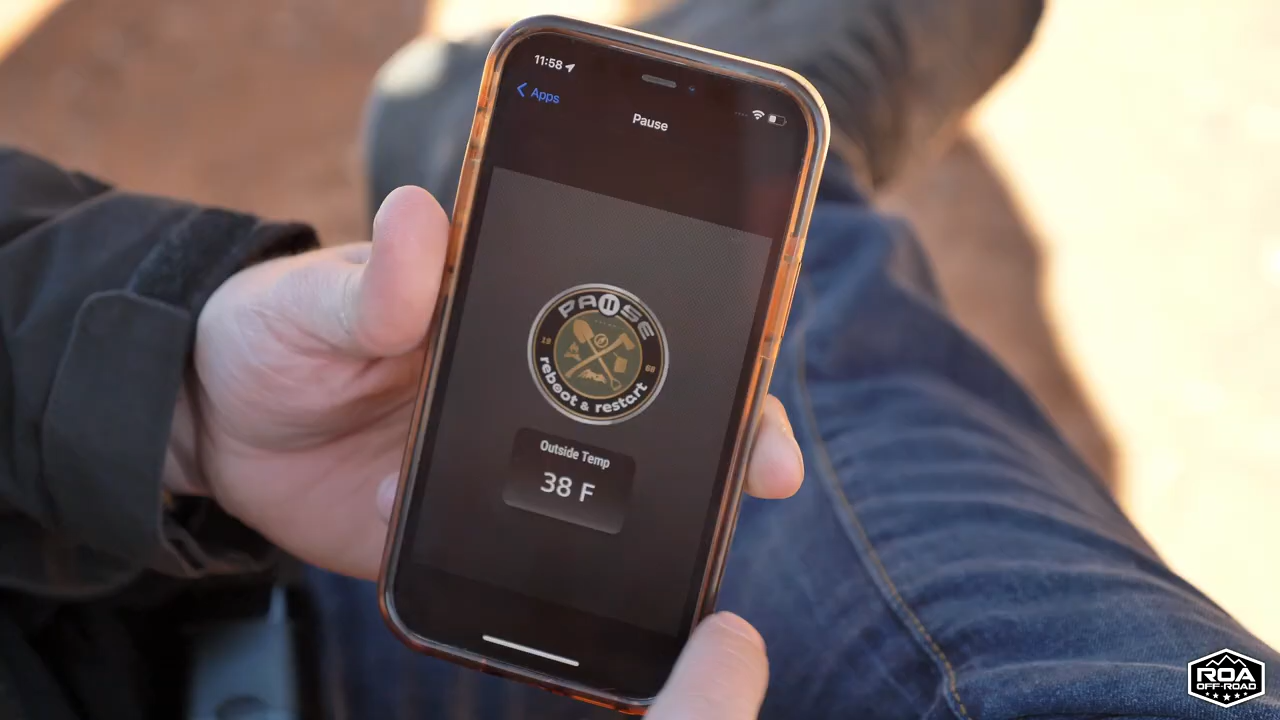 11:58
Apps
Pause
PAUSE
19
68
reboot & restart
Outside Temp
38 F
ROA
OFF-ROAD